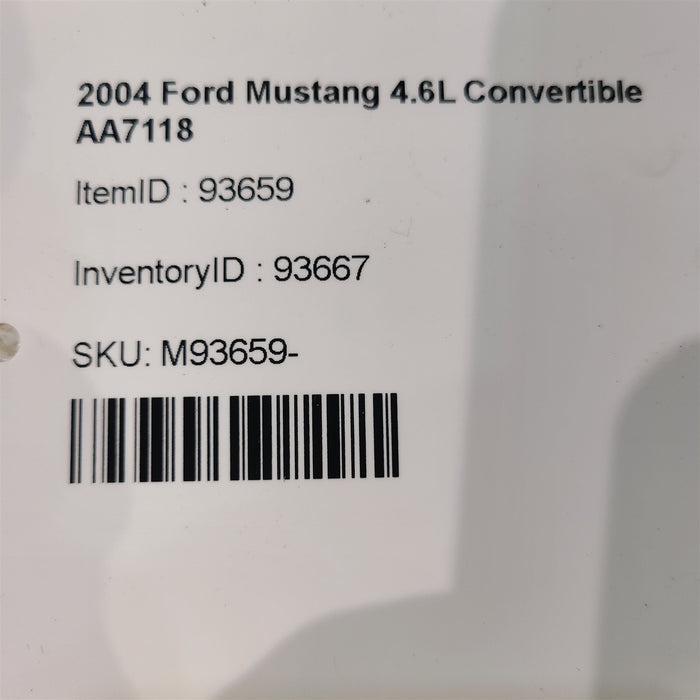 2004 Ford Mustang 4.6L Convertible
AA7118
ItemID : 93659
InventoryID : 93667
SKU: M93659-